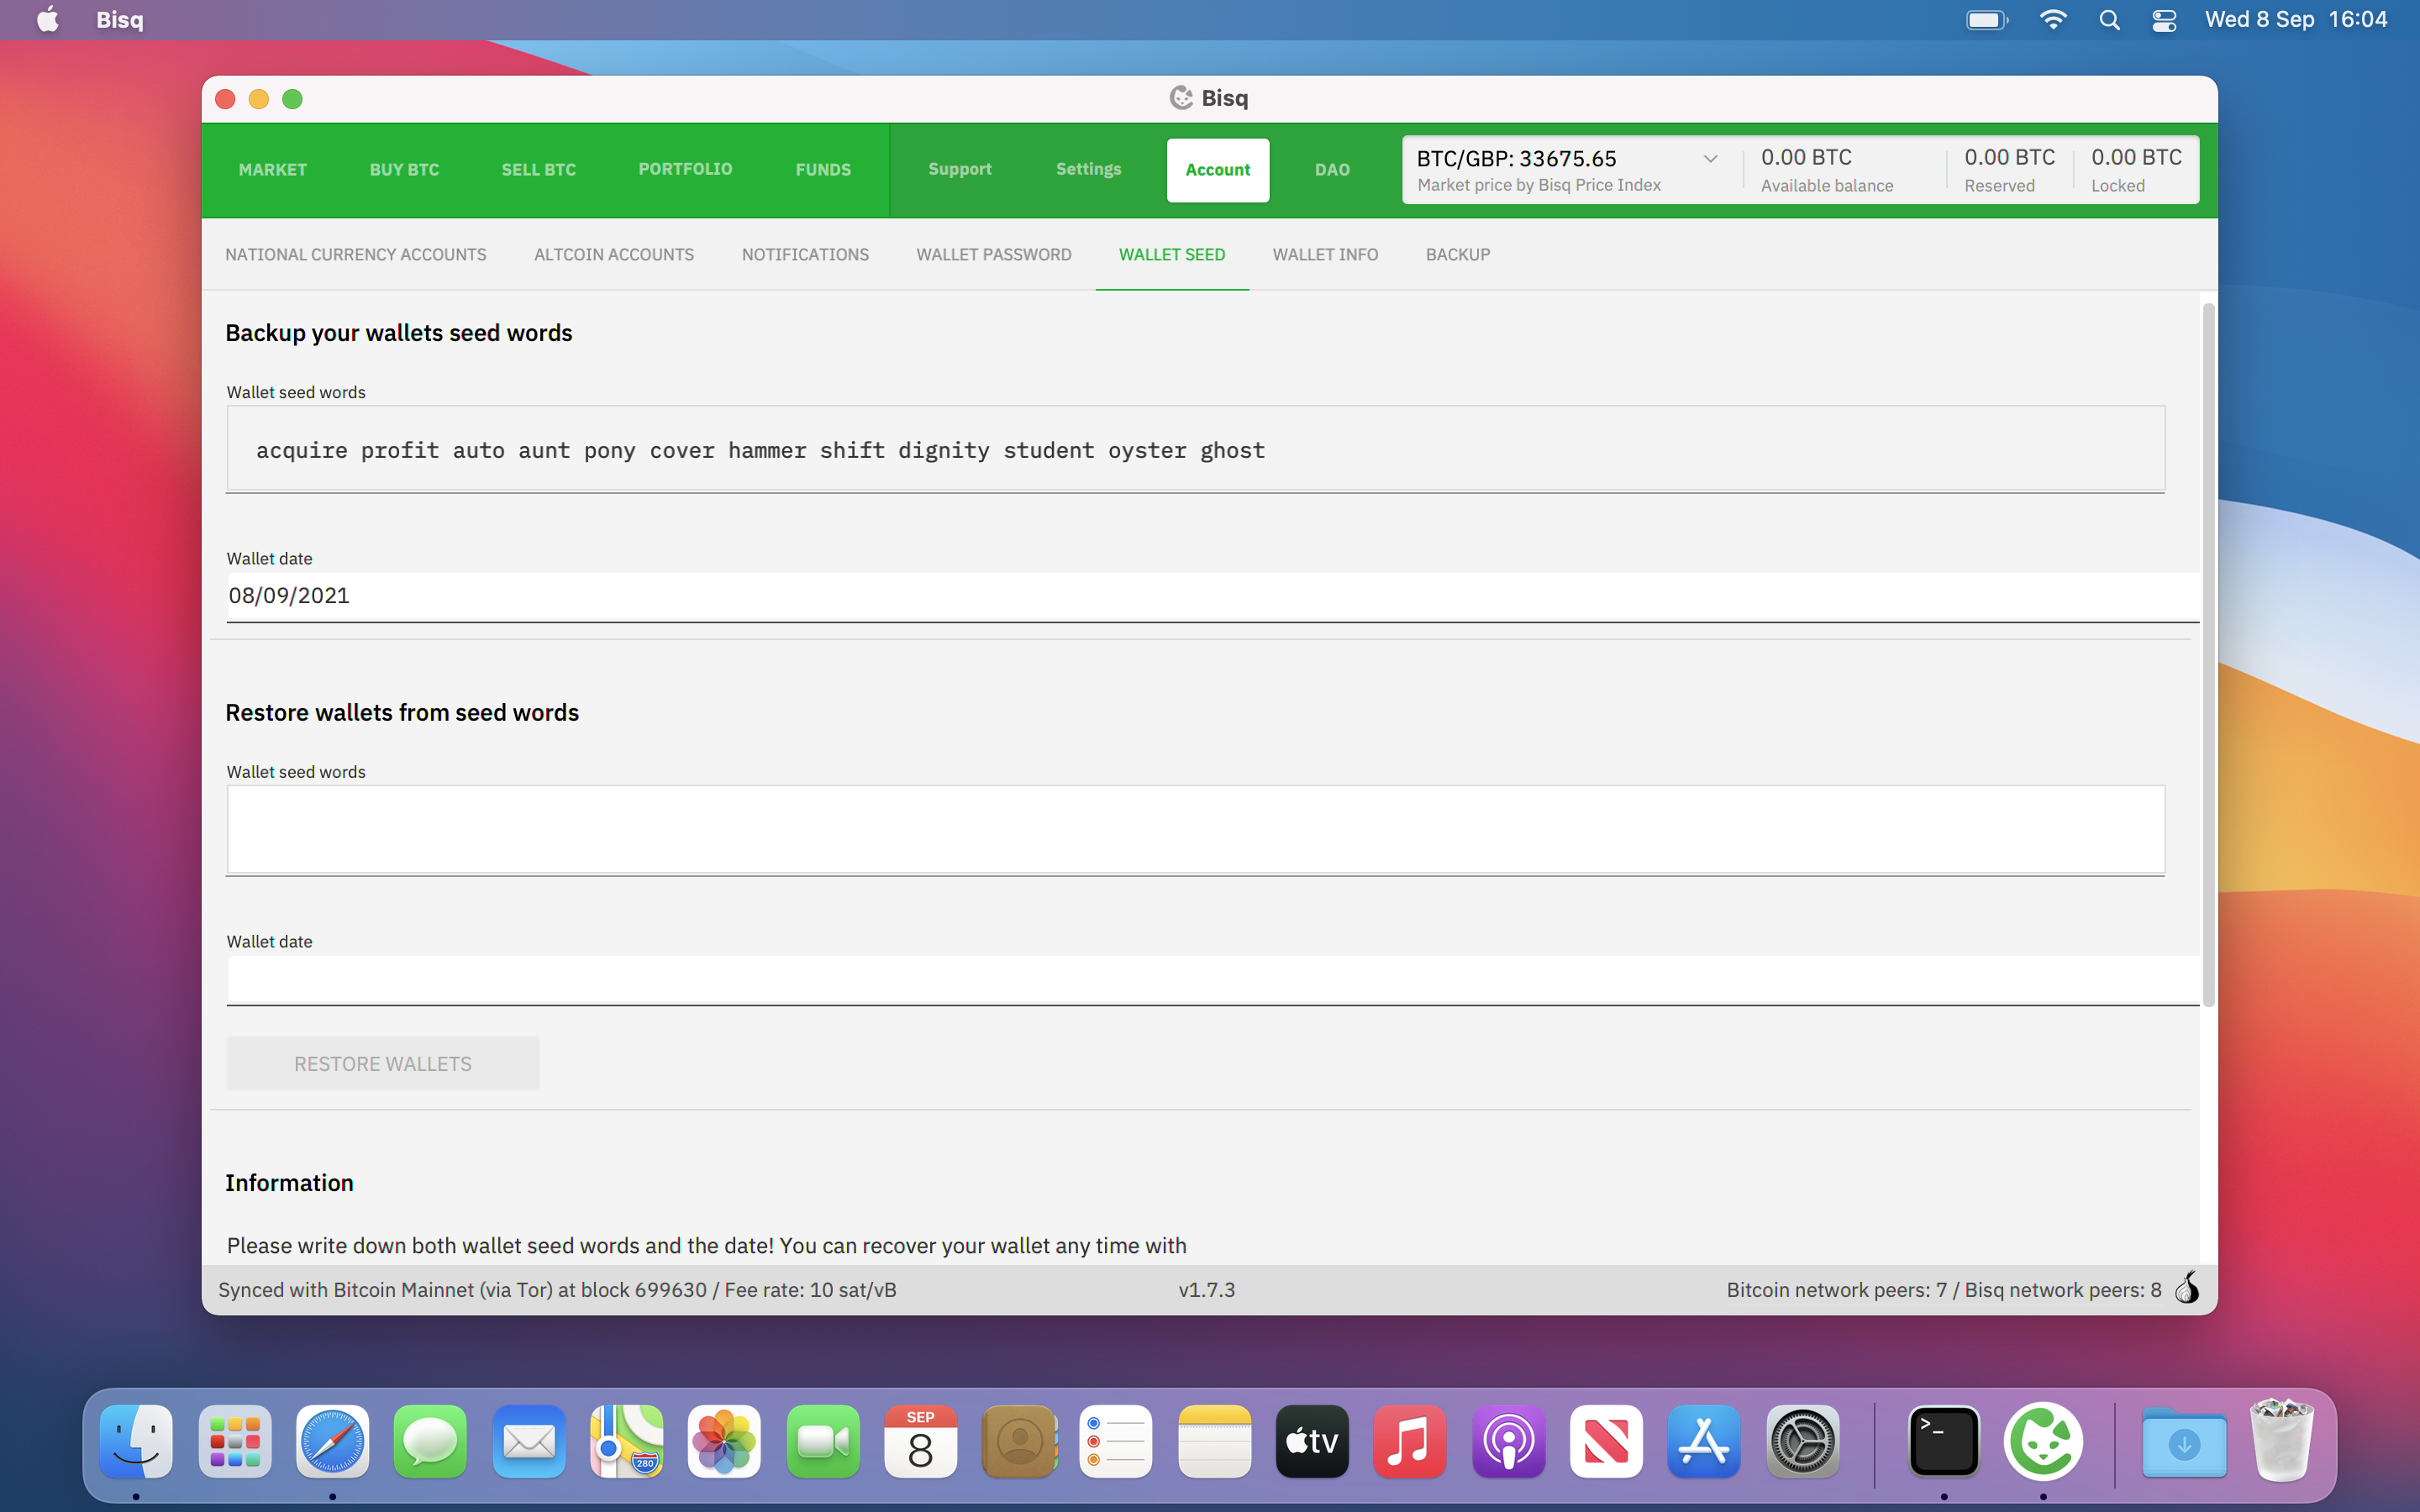 Bisq
Wed 8 Sep 16:04
Bisq
MARKET BUY BTC SELL BTC PORTFOLIO FUNDS Support Settings Account DAO
BTC/GBP: 33675.65 0.00 BTC 0.00 BTC 0.00 BTC
Market price by Bisq Price Index Available balance Reserved Locked
NATIONAL CURRENCY ACCOUNTS ALTCOIN ACCOUNTS NOTIFICATIONS WALLET PASSWORD WALLET SEED WALLET INFO BACKUP
Backup your wallets seed words
Wallet seed words
acquire profit auto aunt pony cover hammer shift dignity student oyster ghost
Wallet date
08/09/2021
Restore wallets from seed words
Wallet seed words
Wallet date
RESTORE WALLETS
Information
Please write down both wallet seed words and the date! You can recover your wallet any time with
Synced with Bitcoin Mainnet (via Tor) at block 699630 / Fee rate: 10 sat/vB v1.7.3 Bitcoin network peers: 7 / Bisq network peers: 8
280
SEP
8
tv
>_